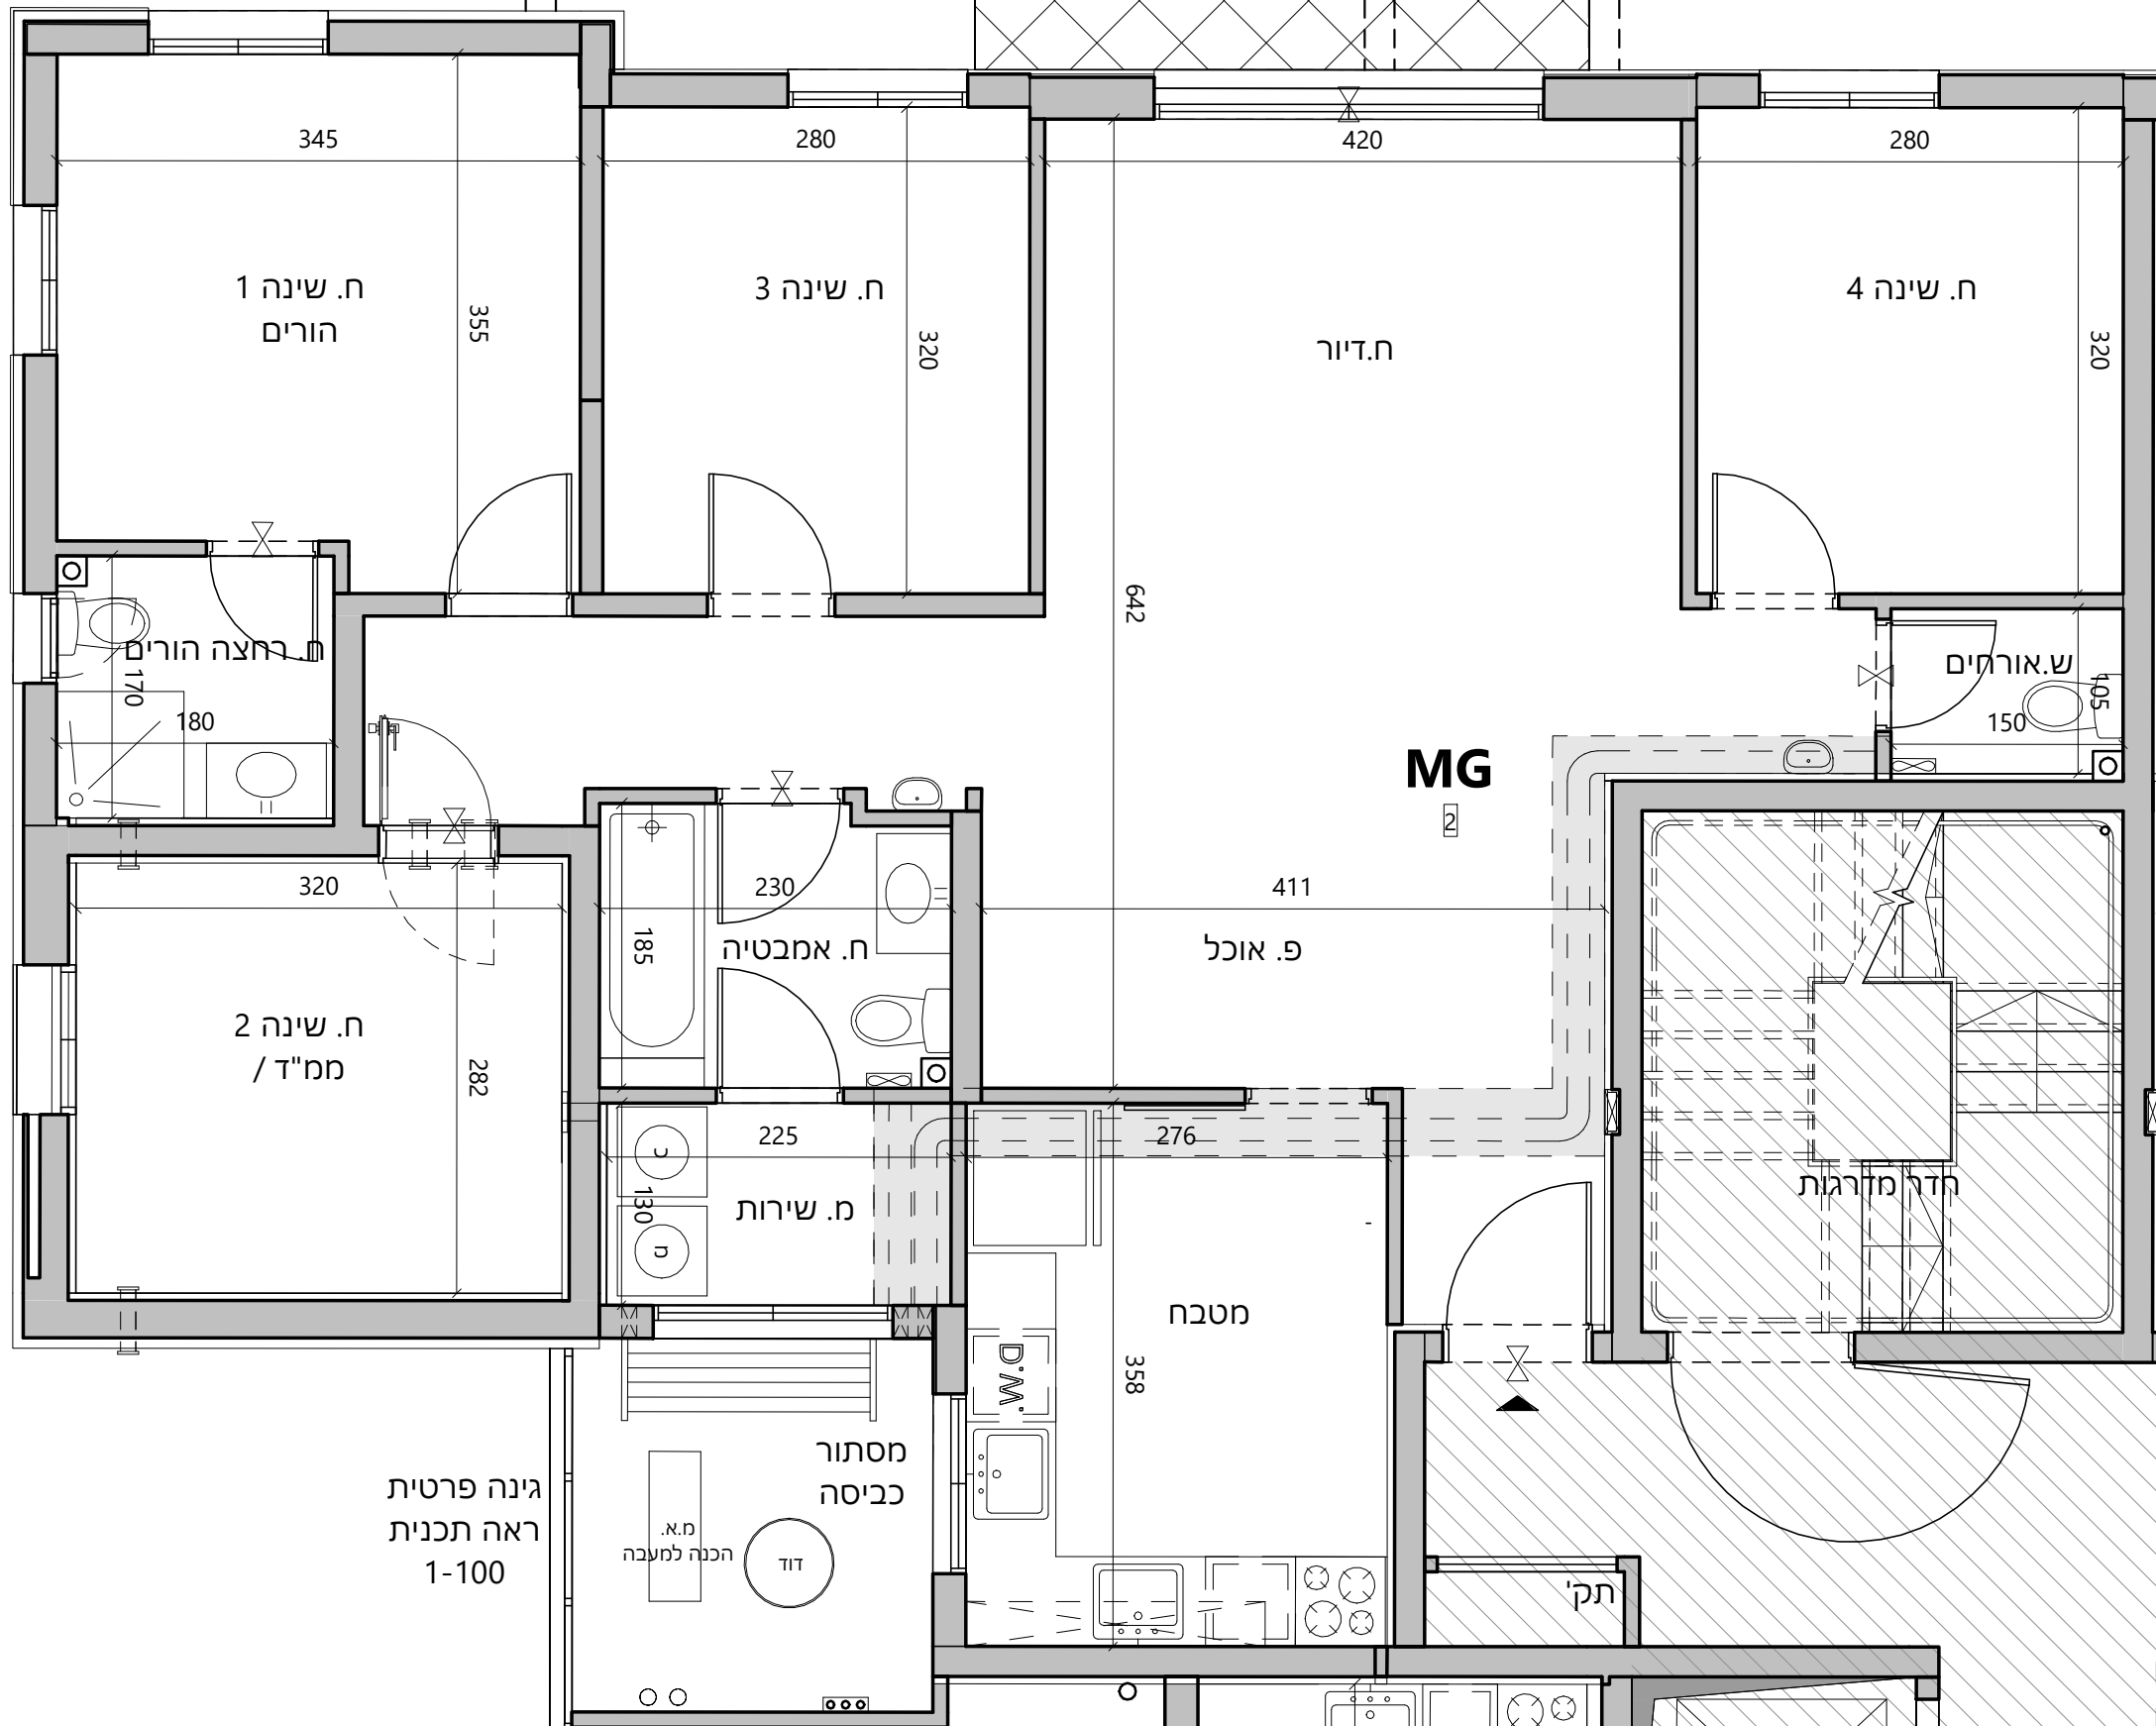 345
280
420
280
ח. שינה 1
הורים
355
ח. שינה 3
320
ח.דיור
ח. שינה 4
320
642
ח. רחצה הורים
170
180
ש.אורחים
105
150
MG
2
320
230
411
185
ח. אמבטיה
פ. אוכל
ח. שינה 2
ממ"ד /
282
225
276
כ
130
מ. שירות
מ
חדר מדרגות
מטבח
D.W.
358
מסתור
כביסה
גינה פרטית
ראה תכנית
1-100
מ.א.
הכנה למעבה
דוד
תק'